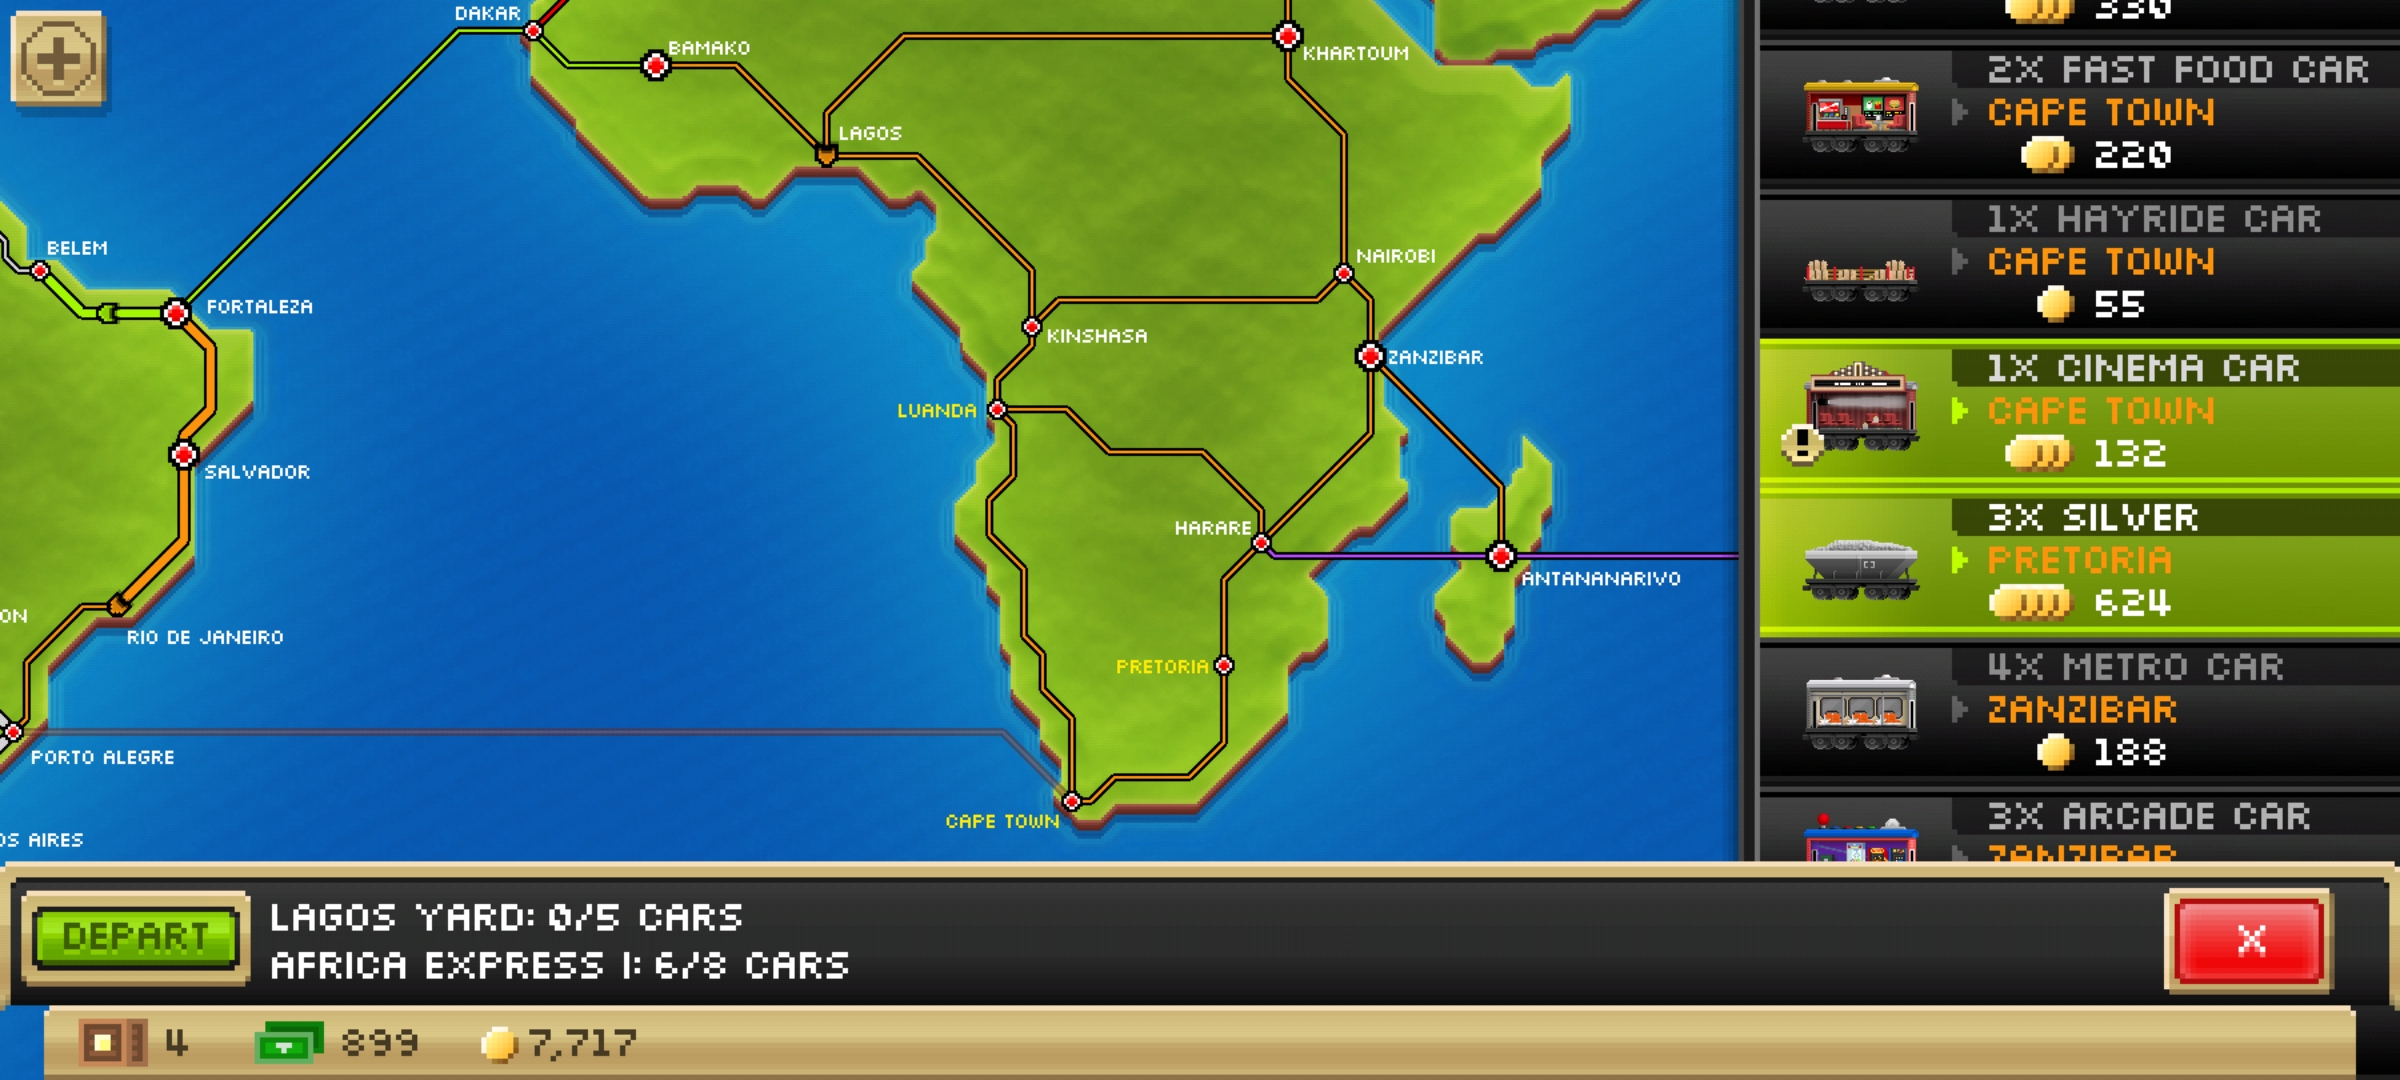 DAKAR
BAMAKO
KHARTOUM
LAGOS
BELEM
NAIROBI
FORTALEZA
KINSHASA
ZANZIBAR
LUANDA
SALVADOR
HARARE
ANTANANARIVO
ON
RIO DE JANEIRO
PRETORIA
PORTO ALEGRE
CAPE TOWN
OS AIRES
330
2X FAST FOOD CAR
CAPE TOWN
220
1X HAYRIDE CAR
CAPE TOWN
55
1X CINEMA CAR
CAPE TOWN
132
3X SILVER
PRETORIA
624
4X METRO CAR
ZANZIBAR
188
3X ARCADE CAR
ZANZIBAR
DEPART
LAGOS YARD: 0/5 CARS
AFRICA EXPRESS I: 6/8 CARS
X
4
899
7,717